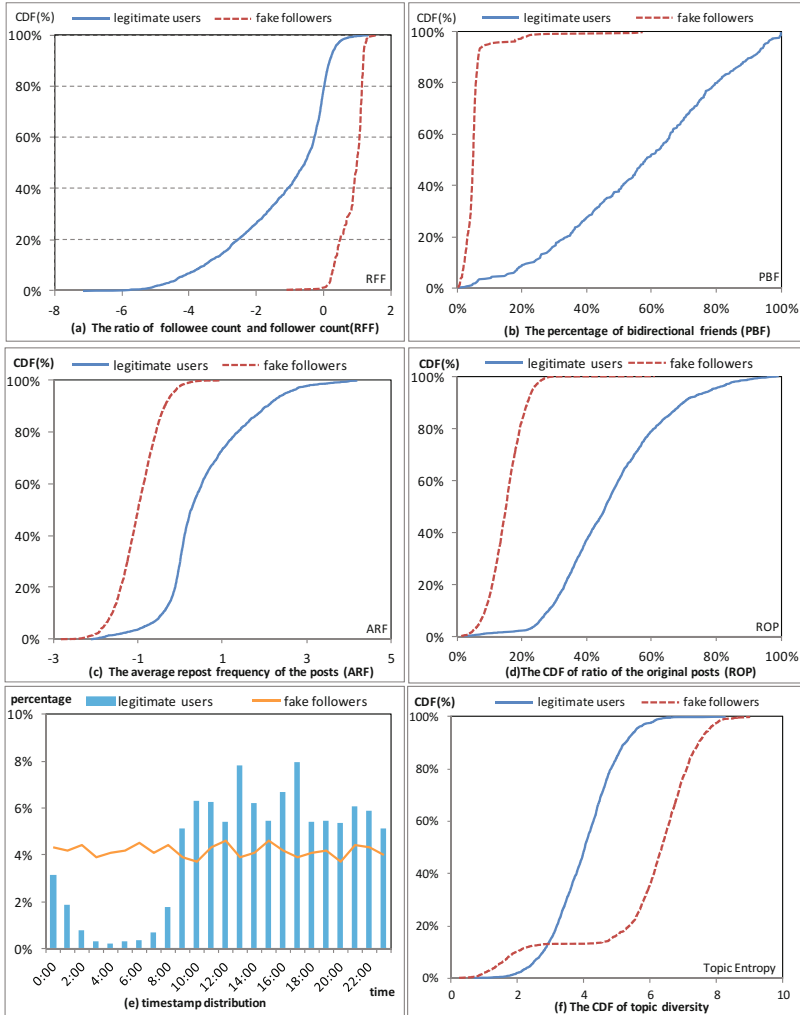 CDF(%) legitimate users fake followers
100%
80%
60%
40%
20%
0%
-8 -6 -4 -2 0 2
RFF
(a) The ratio of followee count and follower count(RFF)
CDF(%) legitimate users fake followers
100%
80%
60%
40%
20%
0%
0% 20% 40% 60% 80% 100%
PBF
(b) The percentage of bidirectional friends (PBF)
CDF(%) legitimate users fake followers
100%
80%
60%
40%
20%
0%
-3 -1 1 3 5
ARF
(c) The average repost frequency of the posts (ARF)
CDF(%) legitimate users fake followers
100%
80%
60%
40%
20%
0%
0% 20% 40% 60% 80% 100%
ROP
(d)The CDF of ratio of the original posts (ROP)
percentage legitimate users fake followers
10%
8%
6%
4%
2%
0%
0:00 2:00 4:00 6:00 8:00 10:00 12:00 14:00 16:00 18:00 20:00 22:00
time
(e) timestamp distribution
CDF(%) legitimate users fake followers
100%
80%
60%
40%
20%
0%
0 2 4 6 8 10
Topic Entropy
(f) The CDF of topic diversity